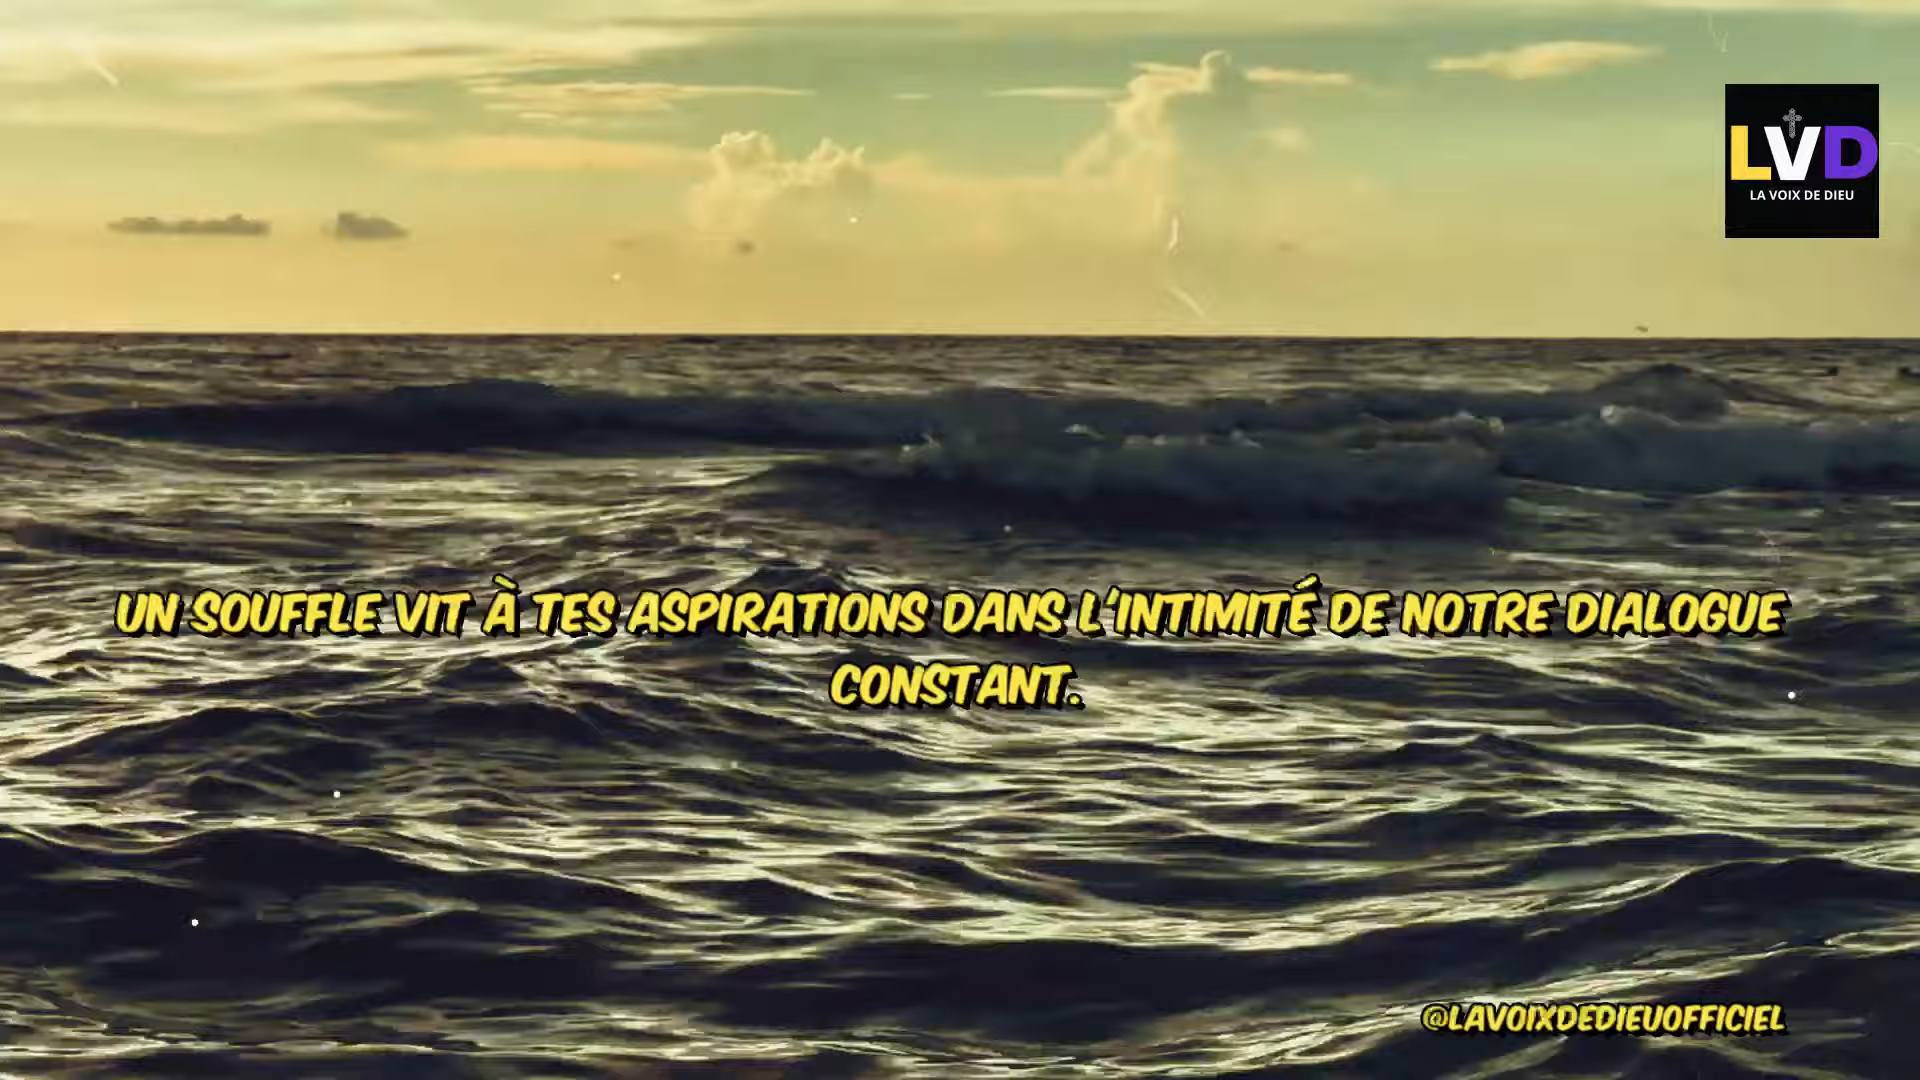 LVD
LA VOIX DE DIEU
UN SOUFFLE VIT À TES ASPIRATIONS DANS L'INTIMITÉ DE NOTRE DIALOGUE
CONSTANT.
@LAVOIXDEDIEUOFFICIEL